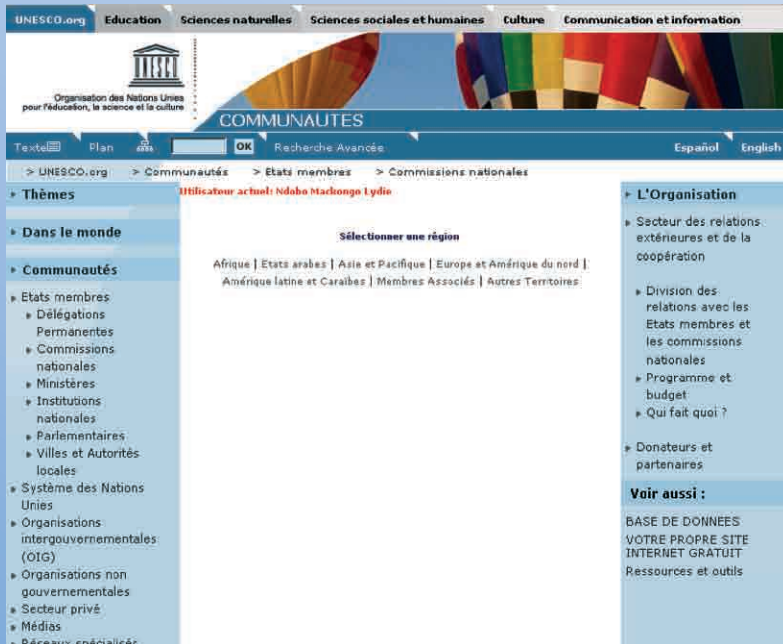 UNESCO.org Education Sciences naturelles Sciences sociales et humaines Culture Communication et information
UNESCO
Organisation des Nations Unies
pour l'éducation, la science et la culture
COMMUNAUTES
Texte Plan OK Recherche Avancée Español English
> UNESCO.org > Communautés > Etats membres > Commissions nationales
Thèmes
Dans le monde
Communautés
Etats membres
Délégations
Permanentes
Commissions
nationales
Ministères
Institutions
nationales
Parlementaires
Villes et Autorités
locales
Système des Nations
Unies
Organisations
intergouvernementales
(OIG)
Organisations non
gouvernementales
Secteur privé
Médias
Réseaux spécialisés
Utilisateur actuel: Ndobo Mackongo Lydie
Sélectionner une région
Afrique | Etats arabes | Asie et Pacifique | Europe et Amérique du nord |
Amérique latine et Caraïbes | Membres Associés | Autres Territoires
L'Organisation
Secteur des relations
extérieures et de la
coopération
Division des
relations avec les
Etats membres et
les commissions
nationales
Programme et
budget
Qui fait quoi ?
Donateurs et
partenaires
Voir aussi :
BASE DE DONNEES
VOTRE PROPRE SITE
INTERNET GRATUIT
Ressources et outils